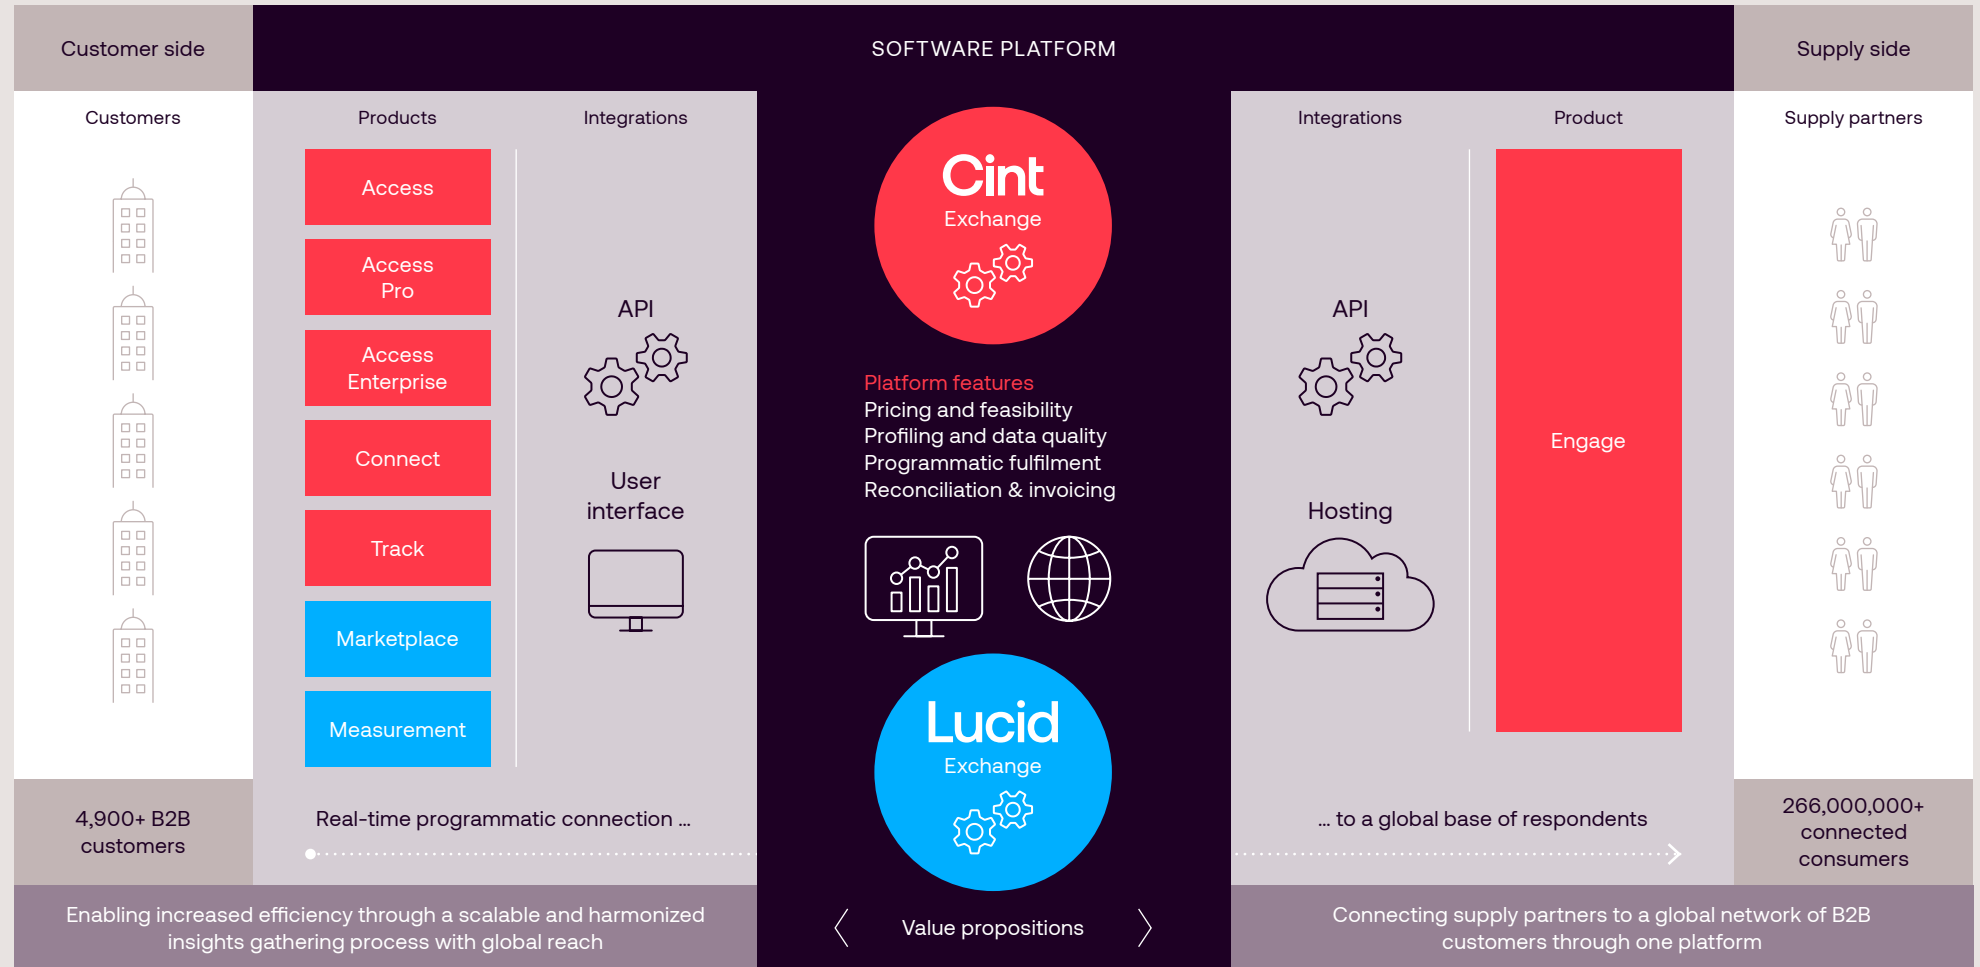 Customer side
SOFTWARE PLATFORM
Supply side
Customers
Products
Integrations
Integrations
Product
Supply partners
Access
Access
Pro
Access
Enterprise
Connect
Track
Marketplace
Measurement
API
User
interface
Cint
Exchange
Platform features
Pricing and feasibility
Profiling and data quality
Programmatic fulfilment
Reconciliation & invoicing
Lucid
Exchange
API
Hosting
Engage
4,900+ B2B
customers
Real-time programmatic connection ...
... to a global base of respondents
266,000,000+
connected
consumers
Enabling increased efficiency through a scalable and harmonized
insights gathering process with global reach
Value propositions
Connecting supply partners to a global network of B2B
customers through one platform